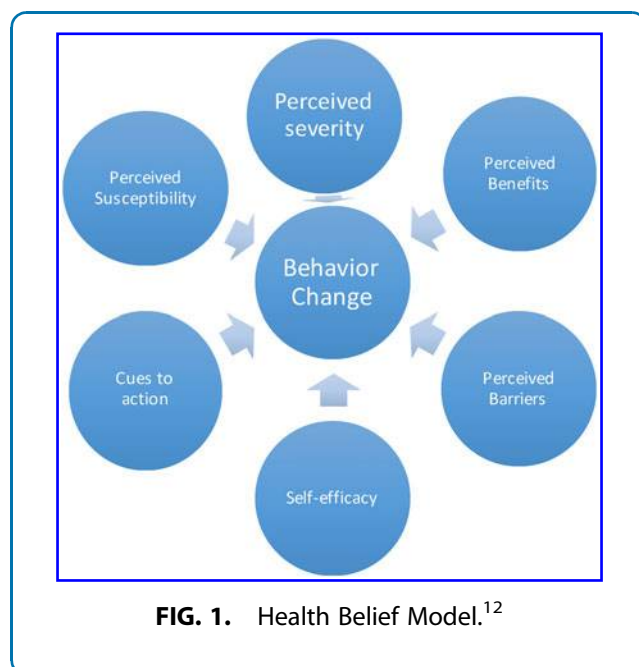 Perceived
severity
Perceived
Susceptibility
Perceived
Benefits
Behavior
Change
Cues to
action
Perceived
Barriers
Self-efficacy
FIG. 1. Health Belief Model.12